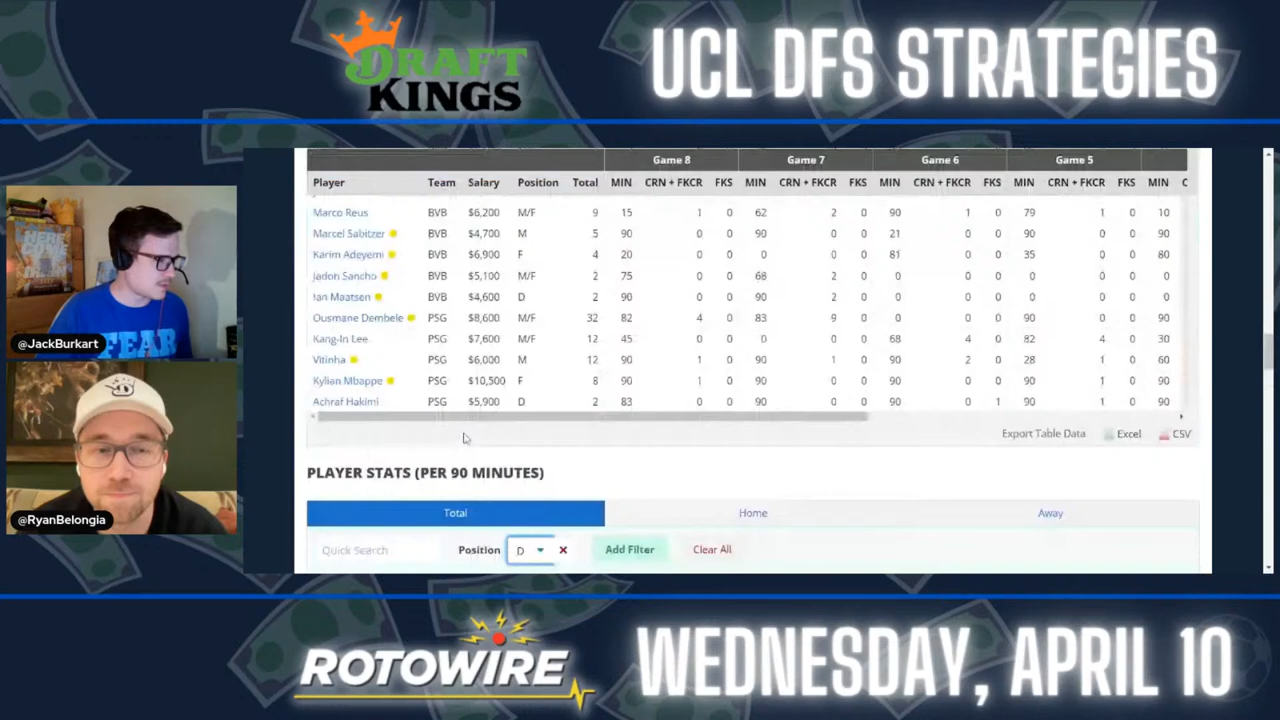 DRAFT
KINGS
UCL DFS STRATEGIES
Game 8 Game 7 Game 6 Game 5
Player Team Salary Position Total MIN CRN + FKCR FKS MIN CRN + FKCR FKS MIN CRN + FKCR FKS MIN CRN + FKCR FKS MIN C
Marco Reus BVB $6,200 M/F 9 15 1 0 62 2 0 90 1 0 79 1 0 10
Marcel Sabitzer BVB $4,700 M 5 90 0 0 90 0 0 21 0 0 90 0 0 90
Karim Adeyemi BVB $6,900 F 4 20 0 0 0 0 0 81 0 0 35 0 0 80
Jadon Sancho BVB $5,100 M/F 2 75 0 0 68 2 0 0 0 0 0 0 0 0
Ian Maatsen BVB $4,600 D 2 90 0 0 90 2 0 0 0 0 0 0 0 0
Ousmane Dembele PSG $8,600 M/F 32 82 4 0 83 9 0 0 0 0 90 0 0 90
Kang-In Lee PSG $7,600 M/F 12 45 0 0 0 0 0 68 4 0 82 4 0 30
Vitinha PSG $6,000 M 12 90 1 0 90 1 0 90 2 0 28 1 0 60
Kylian Mbappe PSG $10,500 F 8 90 1 0 90 0 0 90 0 0 90 1 0 90
Achraf Hakimi PSG $5,900 D 2 83 0 0 90 0 0 90 0 1 90 0 0 90
Export Table Data Excel CSV
PLAYER STATS (PER 90 MINUTES)
Total Home Away
Quick Search Position D Add Filter Clear All
FEAR
@JackBurkart
@RyanBelongia
ROTOWIRE
WEDNESDAY, APRIL 10